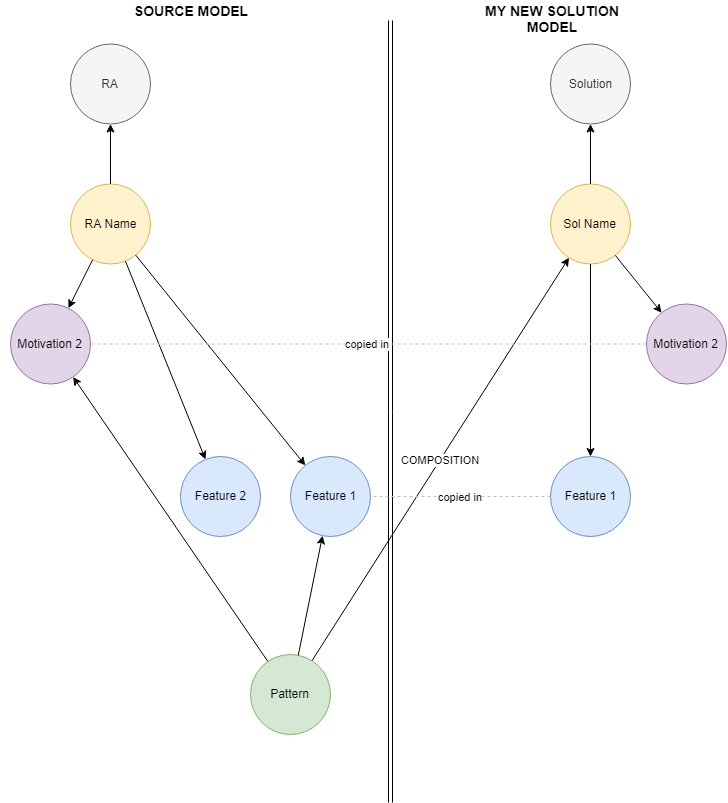 SOURCE MODEL
MY NEW SOLUTION
MODEL
RA
Solution
RA Name
Sol Name
Motivation 2
copied in
Motivation 2
COMPOSITION
Feature 2
Feature 1
copied in
Feature 1
Pattern